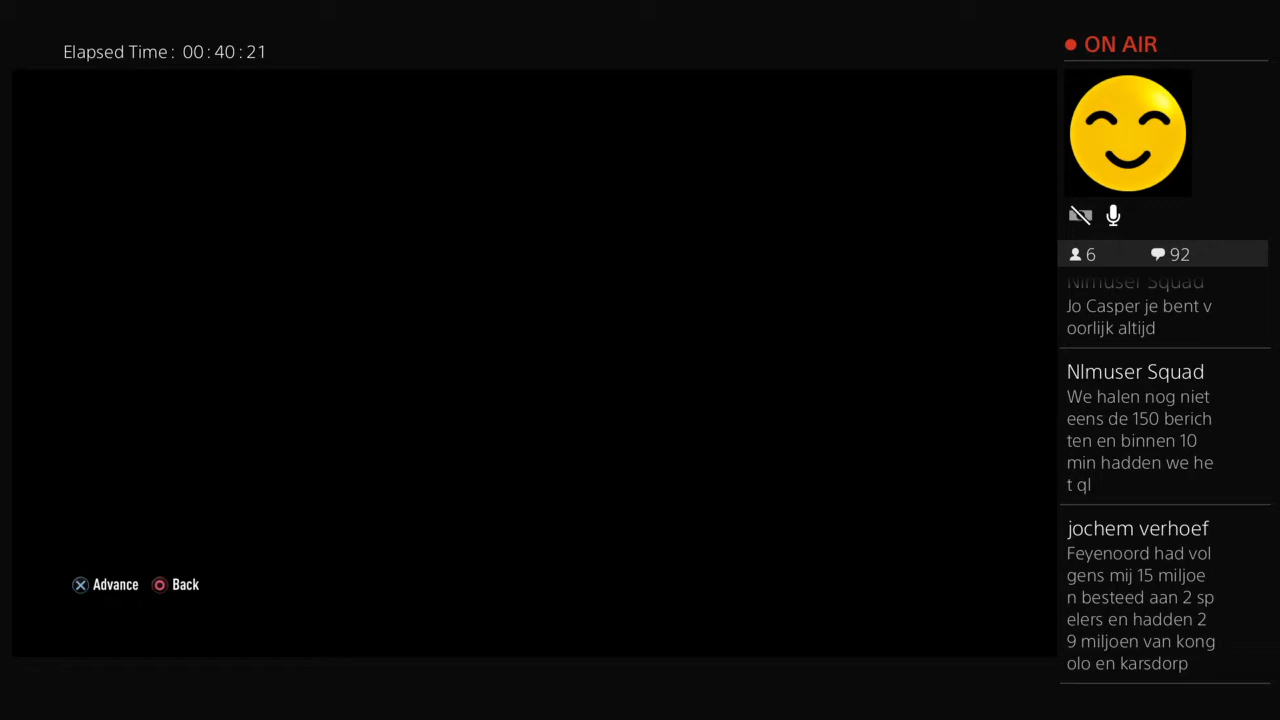 Elapsed Time: 00:40:21
ON AIR
6
92
Nlmuser Squad
Jo Casper je bent v
oorlijk altijd
Nlmuser Squad
We halen nog niet
eens de 150 berich
ten en binnen 10
min hadden we he
t ql
jochem verhoef
Feyenoord had vol
gens mij 15 miljoe
n besteed aan 2 sp
elers en hadden 2
9 miljoen van kong
olo en karsdorp
Advance
Back